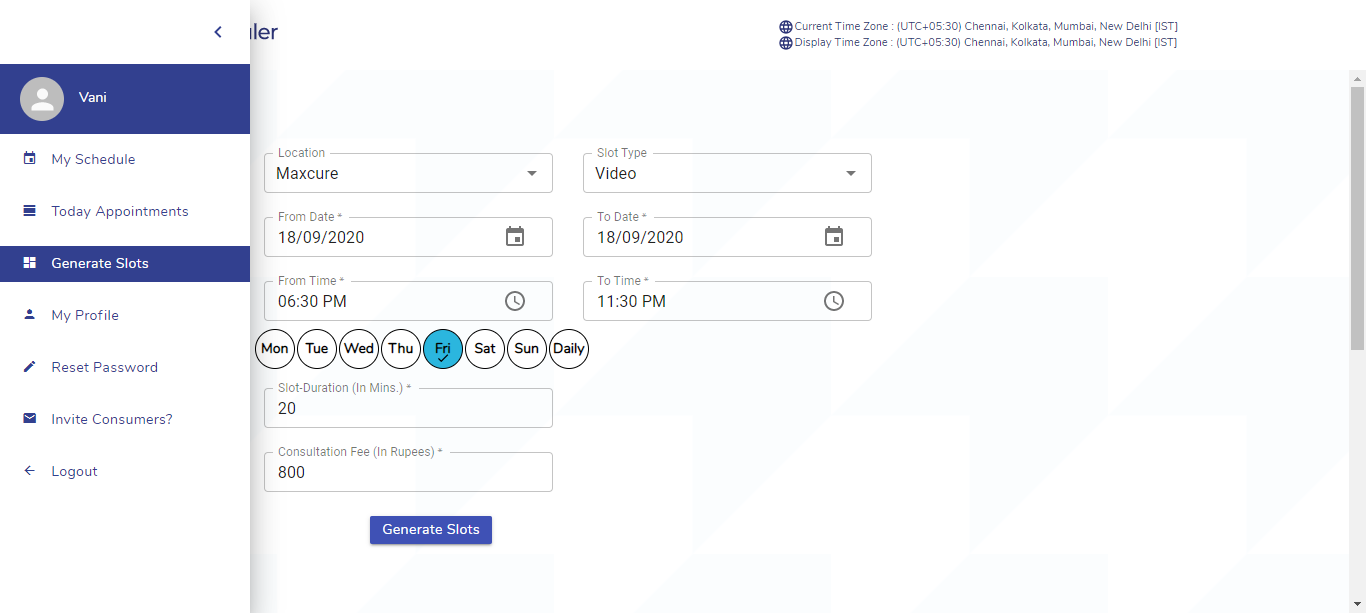 uler
Current Time Zone : (UTC+05:30) Chennai, Kolkata, Mumbai, New Delhi [IST]
Display Time Zone : (UTC+05:30) Chennai, Kolkata, Mumbai, New Delhi [IST]
Vani
My Schedule
Today Appointments
Generate Slots
My Profile
Reset Password
Invite Consumers?
Logout
Location
Maxcure
Slot Type
Video
From Date *
18/09/2020
To Date *
18/09/2020
From Time *
06:30 PM
To Time *
11:30 PM
Mon Tue Wed Thu Fri Sat Sun Daily
Slot-Duration (In Mins.) *
20
Consultation Fee (In Rupees) *
800
Generate Slots